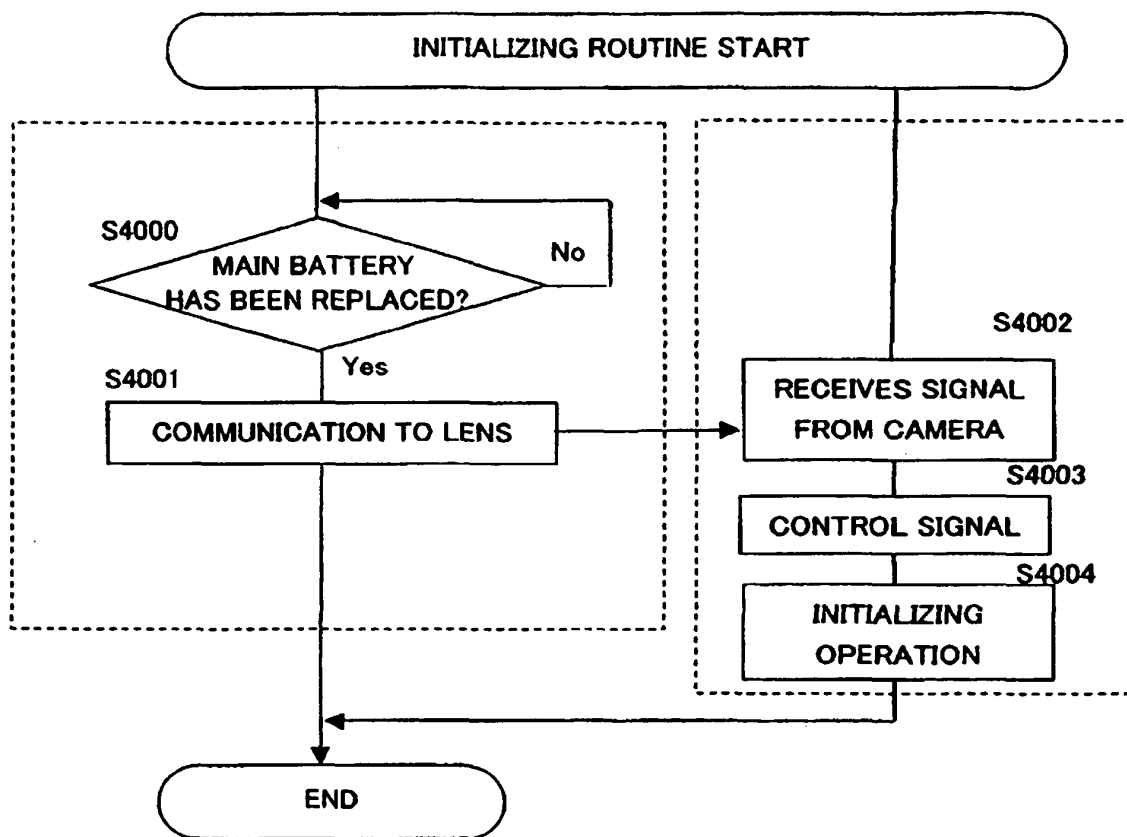 INITIALIZING ROUTINE START
S4000
MAIN BATTERY
HAS BEEN REPLACED?
No
Yes
S4001
COMMUNICATION TO LENS
S4002
RECEIVES SIGNAL
FROM CAMERA
S4003
CONTROL SIGNAL
S4004
INITIALIZING
OPERATION
END